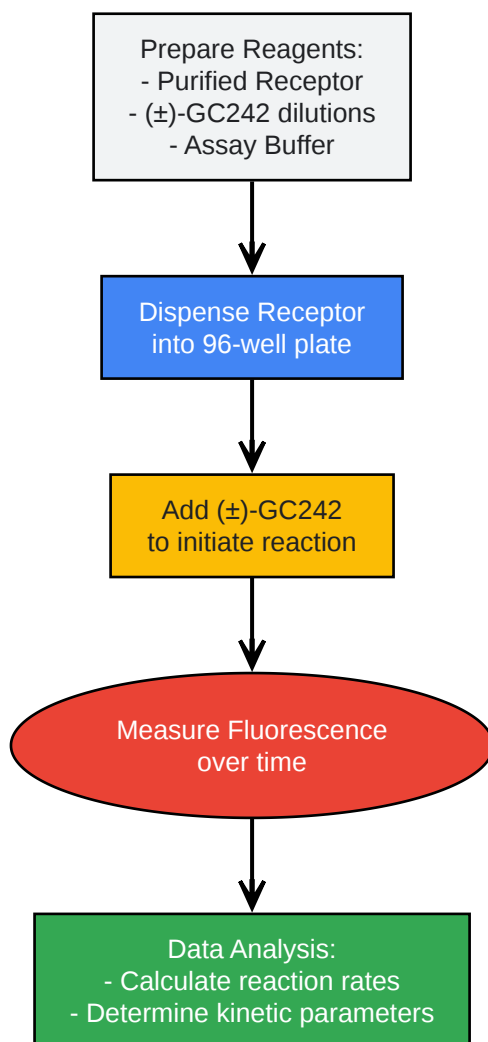 Prepare Reagents:
- Purified Receptor
- (±)-GC242 dilutions
- Assay Buffer
Dispense Receptor
into 96-well plate
Add (±)-GC242
to initiate reaction
Measure Fluorescence
over time
Data Analysis:
- Calculate reaction rates
- Determine kinetic parameters